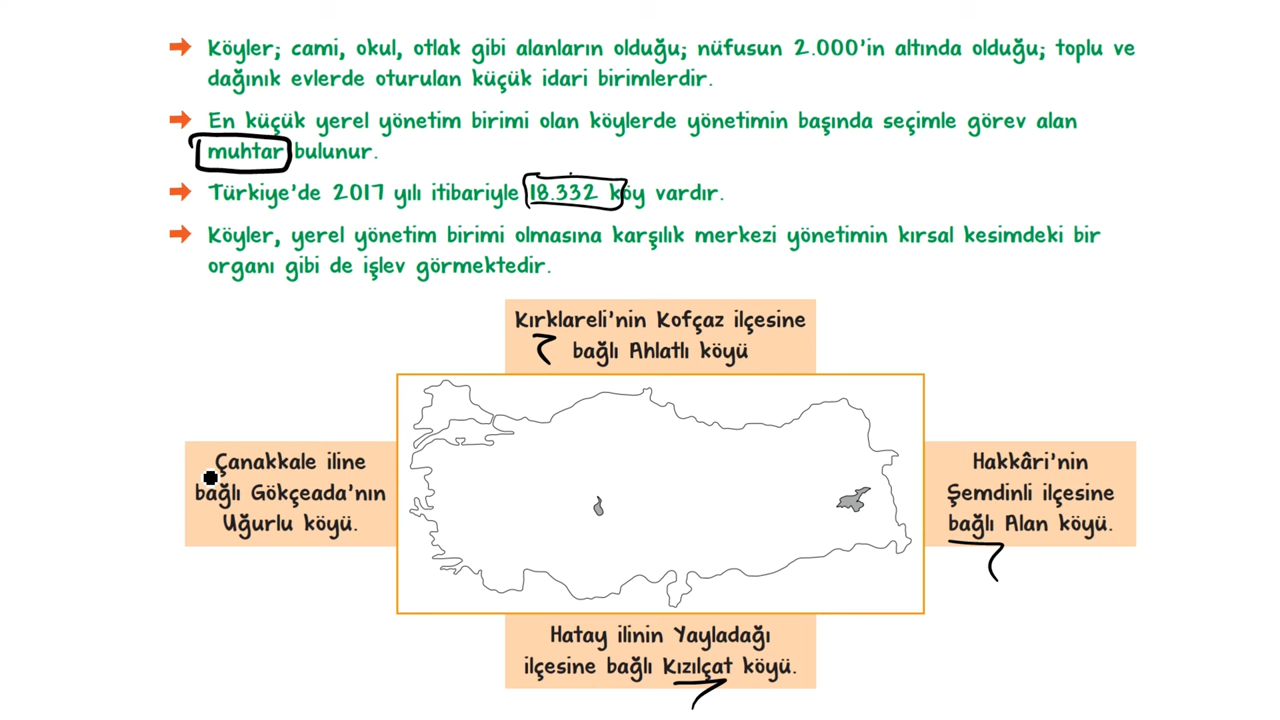 Köyler; cami, okul, otlak gibi alanların olduğu; nüfusun 2.000'in altında olduğu; toplu ve
dağınık evlerde oturulan küçük idari birimlerdir.
En küçük yerel yönetim birimi olan köylerde yönetimin başında seçimle görev alan
muhtar bulunur.
Türkiye'de 2017 yılı itibariyle 18.332 köy vardır.
Köyler, yerel yönetim birimi olmasına karşılık merkezi yönetimin kırsal kesimdeki bir
organı gibi de işlev görmektedir.
Kırklareli'nin Kofçaz ilçesine
bağlı Ahlatlı köyü
Çanakkale iline
bağlı Gökçeada'nın
Uğurlu köyü.
Hakkâri'nin
Şemdinli ilçesine
bağlı Alan köyü.
Hatay ilinin Yayladağı
ilçesine bağlı Kızılçat köyü.